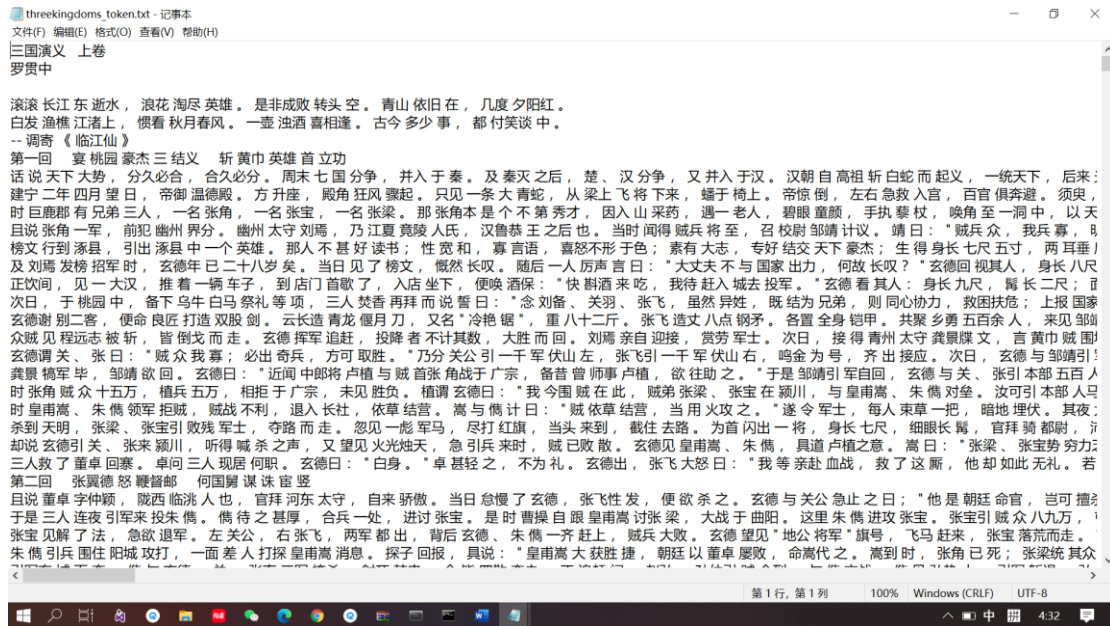 threekingdoms_token.txt - 记事本
文件(F) 编辑(E) 格式(O) 查看(V) 帮助(H)
三国演义 上卷
罗贯中
滚滚 长江 东 逝水 ， 浪花 淘尽 英雄 。 是非成败 转头 空 。 青山 依旧 在 ， 几度 夕阳红 。
白发 渔樵 江渚上 ， 惯看 秋月春风 。 一壶 浊酒 喜相逢 。 古今 多少 事 ， 都 付笑谈 中 。
-- 调寄 《 临江仙 》
第一回 宴 桃园 豪杰 三 结义 斩 黄巾 英雄 首 立功
话 说 天下 大势 ， 分久必合 ， 合久必分 。 周末 七 国 分争 ， 并入 于 秦 。 及 秦灭 之后 ， 楚 、 汉 分争 ， 又 并入 于汉 。 汉朝 自 高祖 斩 白蛇 而 起义 ， 一统天下 ， 后来
建宁 二年 四月 望 日 ， 帝御 温德殿 。 方 升座 ， 殿角 狂风 骤起 。 只见 一条 大 青蛇 ， 从 梁上 飞 将 下来 ， 蟠于 椅上 。 帝惊 倒 ， 左右 急救 入宫 ， 百官 俱奔避 。 须臾 ，
时 巨鹿郡 有 兄弟 三人 ， 一名 张角 ， 一名 张宝 ， 一名 张梁 。 那 张角本 是 个 不 第秀才 ， 因入 山 采药 ， 遇一 老人 ， 碧眼 童颜 ， 手执 藜 杖 ， 唤角 至一 洞中 ， 以 天
且说 张角 一军 ， 前犯 幽州 界分 。 幽州 太守 刘焉 ， 乃 江夏 竟陵 人氏 ， 汉鲁恭 王 之后 也 。 当时 闻得 贼兵 将 至 ， 召 校尉 邹靖 计议 。 靖 曰 ： " 贼兵 众 ， 我兵 寡 ，
榜文 行到 涿县 ， 引出 涿县 中 一个 英雄 。 那人 不 甚 好 读书 ； 性 宽 和 ， 寡 言语 ， 喜怒不形于色 ； 素有 大志 ， 专好 结交 天下 豪杰 ； 生 得 身长 七尺 五寸 ， 两 耳垂
及 刘焉 发榜 招军 时 ， 玄德年 已 二十八岁 矣 。 当日 见 了 榜文 ， 慨然 长叹 。 随后 一人 厉声 言 曰 ： " 大丈夫 不 与 国家 出力 ， 何故 长叹 ？ " 玄德回 视其人 ， 身长 八尺
正饮间 ， 见 一 大汉 ， 推 着 一辆 车子 ， 到 店门 首歇 了 ， 入店 坐下 ， 便唤 酒保 ： " 快 斟酒 来 吃 ， 我待 赶入 城去 投军 。 " 玄德 看 其人 ： 身长 九尺 ， 髯 长 二尺 ；
次日 ， 于 桃园 中 ， 备下 乌牛 白马 祭礼 等 项 ， 三人 焚香 再拜 而 说 誓 曰 ： " 念 刘备 、 关羽 、 张飞 ， 虽然 异姓 ， 既 结为 兄弟 ， 则 同心协力 ， 救困扶危 ； 上报 国家
玄德谢 别二客 ， 便命 良匠 打造 双股 剑 。 云长造 青龙 偃月 刀 ， 又名 " 冷艳 锯 " ， 重 八十二斤 。 张飞 造丈 八点 钢矛 。 各置 全身 铠甲 。 共聚 乡勇 五百余 人 ， 来见 邹靖
众贼 见 程远志 被 斩 ， 皆 倒戈 而 走 。 玄德 挥军 追赶 ， 投降 者 不计其数 ， 大胜 而 回 。 刘焉 亲自 迎接 ， 赏劳 军士 。 次日 ， 接 得 青州 太守 龚景牒 文 ， 言 黄巾 贼 围
玄德谓 关 、 张曰 ： " 贼众 我 寡 ； 必出 奇兵 ， 方可 取胜 。 " 乃分 关公 引 一千 军 伏山 左 ， 张飞引 一千 军 伏山 右 ， 鸣金 为 号 ， 齐 出 接应 。 次日 ， 玄德 与 邹靖引
龚景 犒军 毕 ， 邹靖 欲 回 。 玄德曰 ： " 近闻 中郎将 卢植 与 贼 首张 角战于 广宗 ， 备昔 曾 师事 卢植 ， 欲 往助 之 。 " 于是 邹靖 引 军自回 ， 玄德 与 关 、 张引 本部 五百 人
时 张角 贼 众 十五万 ， 植兵 五万 ， 相拒 于 广宗 ， 未见 胜负 。 植谓 玄德曰 ： " 我 今围 贼 在 此 ， 贼弟 张梁 、 张宝 在 颍川 ， 与 皇甫嵩 、 朱 儁 对垒 。 汝可引 本部 人马
时 皇甫嵩 、 朱 儁 领军 拒贼 ， 贼战 不利 ， 退入 长社 ， 依草 结营 。 嵩 与 儁 计 曰 ： " 贼 依草 结营 ， 当 用 火攻 之 。 " 遂 令 军士 ， 每人 束草 一把 ， 暗地 埋伏 。 其夜
杀到 天明 ， 张梁 、 张宝引 败残 军士 ， 夺路 而 走 。 忽见 一彪 军马 ， 尽打 红旗 ， 当头 来到 ， 截住 去路 。 为首 闪出 一 将 ， 身长 七尺 ， 细眼长 髯 ， 官拜 骑 都尉 ，
却说 玄德引 关 、 张来 颍川 ， 听得 喊 杀 之声 ， 又 望见 火光烛天 ， 急 引兵 来时 ， 贼 已败 散 。 玄德见 皇甫嵩 、 朱 儁 ， 具道 卢植之意 。 嵩 曰 ： " 张梁 、 张宝势 穷力
三人救 了 董卓 回寨 。 卓问 三人 现居 何职 。 玄德曰 ： " 白身 。 " 卓 甚轻 之 ， 不为 礼 。 玄德出 ， 张飞 大怒 曰 ： " 我 等 亲赴 血战 ， 救 了 这 厮 ， 他 却 如此 无礼 。 若
第二回 张翼德 怒 鞭督邮 何国舅 谋 诛 宦 竖
且说 董卓 字仲颖 ， 陇西 临洮 人 也 ， 官拜 河东 太守 ， 自来 骄傲 。 当日 怠慢 了 玄德 ， 张飞性 发 ， 便 欲 杀 之 。 玄德 与 关公 急止 之 曰 ； " 他 是 朝廷 命官 ， 岂可 擅
于是 三人 连夜 引军来 投朱 儁 。 儁 待 之 甚厚 ， 合兵 一处 ， 进讨 张宝 。 是 时 曹操 自 跟 皇甫嵩 讨张 梁 ， 大战 于 曲阳 。 这里 朱 儁 进攻 张宝 。 张宝引 贼 众 八九万 ，
张宝 见解 了 法 ， 急欲 退军 。 左 关公 ， 右 张飞 ， 两军 都 出 ， 背后 玄德 、 朱 儁 一齐 赶上 ， 贼兵 大败 。 玄德 望见 " 地公 将军 " 旗号 ， 飞马 赶来 ， 张宝 落荒而走 。
朱 儁 引兵 围住 阳城 攻打 ， 一面 差人 打探 皇甫嵩 消息 。 探子 回报 ， 具说 ： " 皇甫嵩 大 获胜 捷 ， 朝廷 以 董卓 屡败 ， 命嵩代 之 。 嵩到 时 ， 张角 已 死 ； 张梁统 其众
第 1 行，第 1 列 100% Windows (CRLF) UTF-8
中 拼 4:32